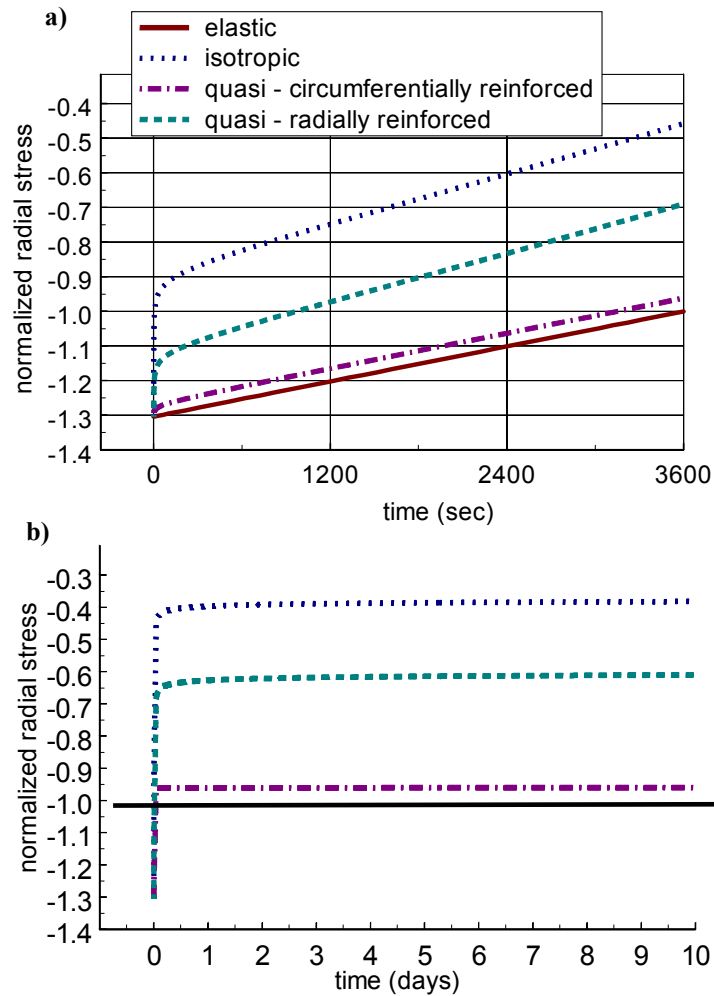 a)
elastic
isotropic
quasi - circumferentially reinforced
quasi - radially reinforced
normalized radial stress
-0.4
-0.5
-0.6
-0.7
-0.8
-0.9
-1.0
-1.1
-1.2
-1.3
-1.4
0 1200 2400 3600
time (sec)
b)
normalized radial stress
-0.3
-0.4
-0.5
-0.6
-0.7
-0.8
-0.9
-1.0
-1.1
-1.2
-1.3
-1.4
0 1 2 3 4 5 6 7 8 9 10
time (days)